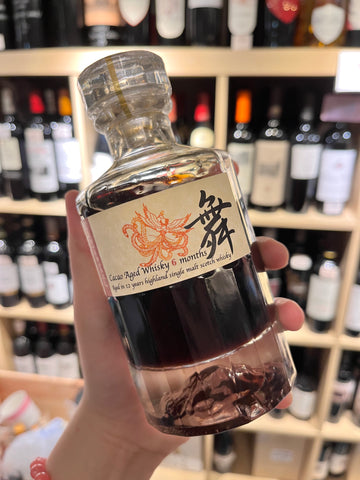 舞
Cacao Aged Whisky 6 months
Aged in 12 years highland single malt scotch whisky